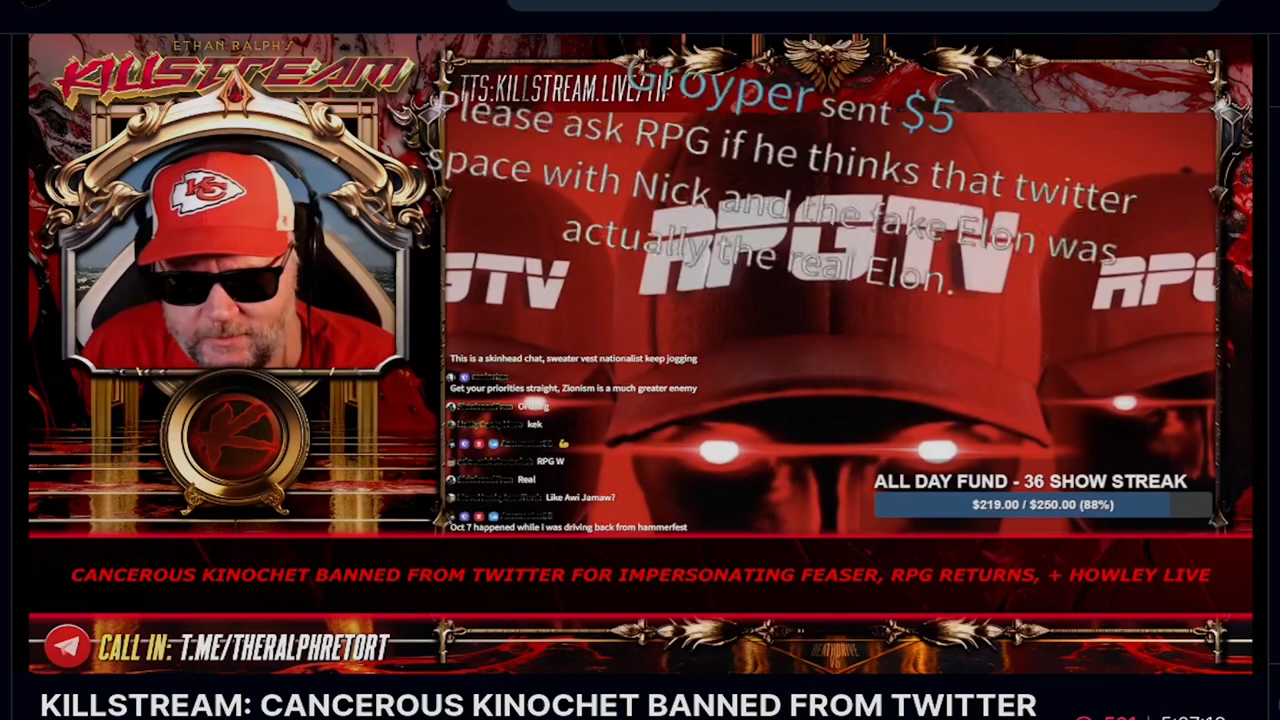 ETHAN RALPH'S
KILLSTREAM
TTS:KILLSTREAM.LIVE/TIP
Groyper sent $5
Please ask RPG if he thinks that twitter
space with Nick and the fake Elon was
actually the real Elon.
RPGTV
GTV
RPG
This is a skinhead chat, sweater vest nationalist keep jogging
Get your priorities straight, Zionism is a much greater enemy
kek
RPG W
Real
Like Awi Jamaw?
Oct 7 happened while i was driving back from hammerfest
ALL DAY FUND - 36 SHOW STREAK
$219.00 / $250.00 (88%)
CANCEROUS KINOCHET BANNED FROM TWITTER FOR IMPERSONATING FEASER, RPG RETURNS, + HOWLEY LIVE
CALL IN: T.ME/THERALPHRETORT
KILLSTREAM: CANCEROUS KINOCHET BANNED FROM TWITTER